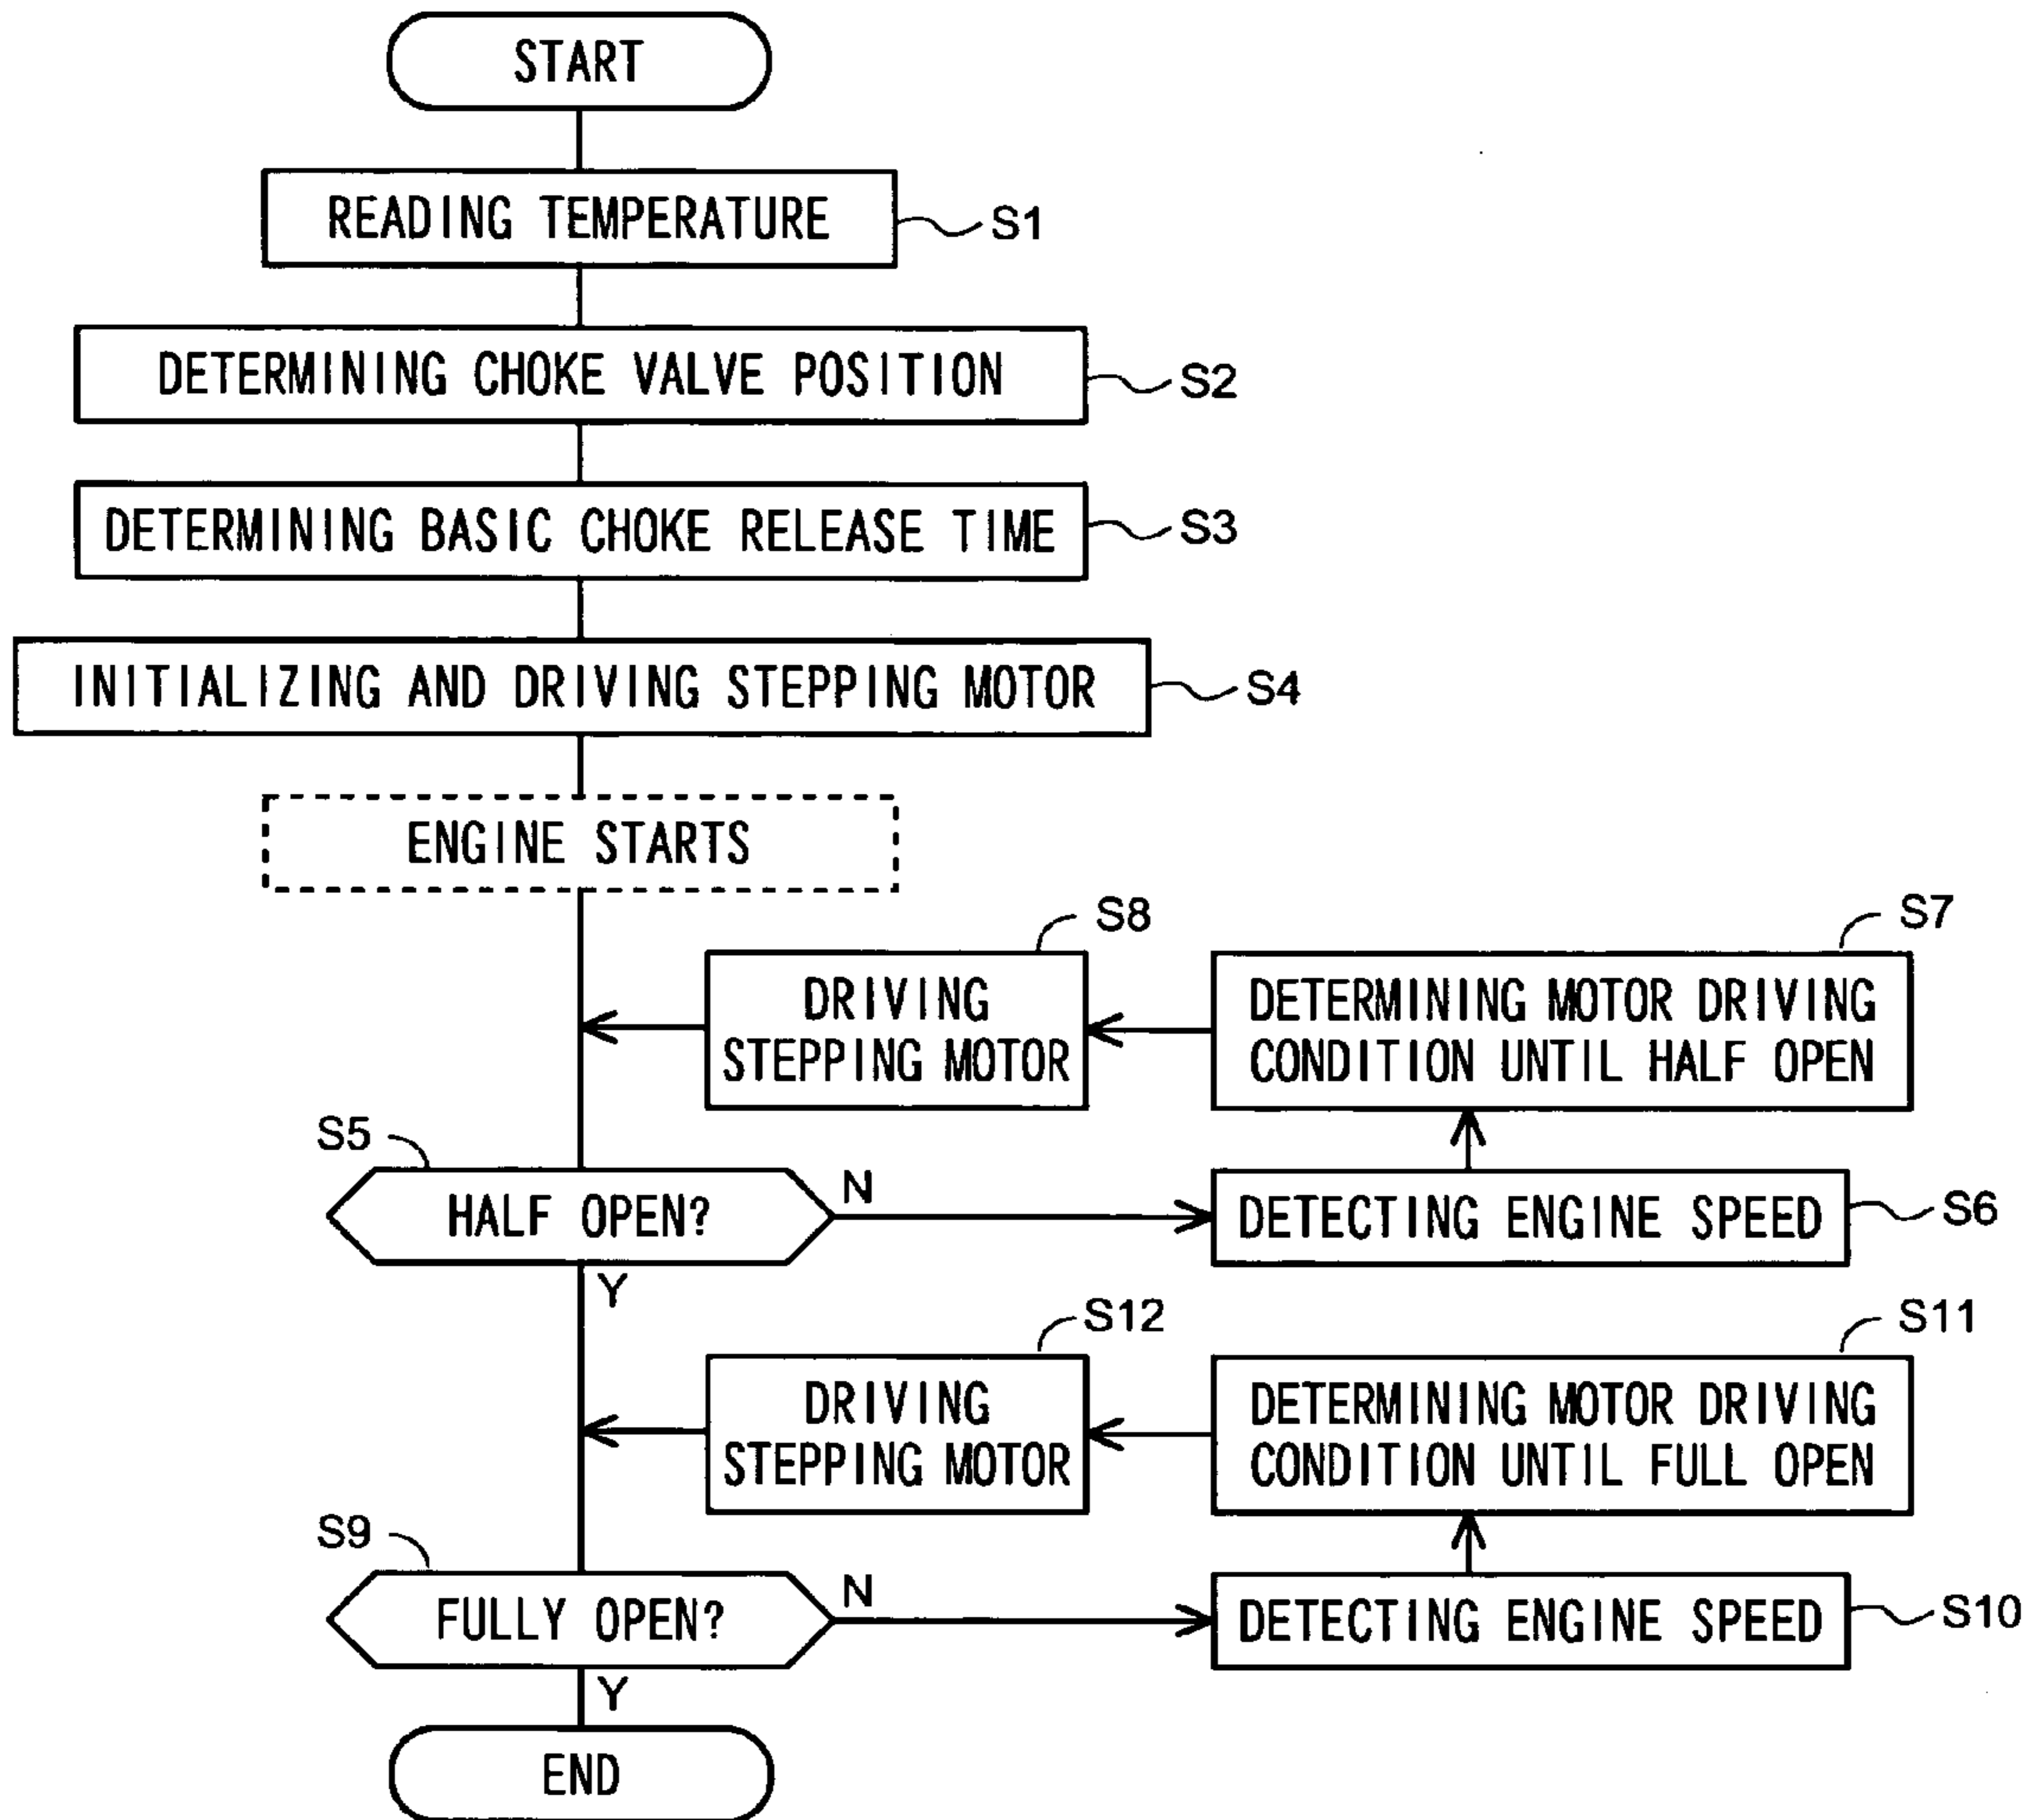 START
READING TEMPERATURE
S1
DETERMINING CHOKE VALVE POSITION
S2
DETERMINING BASIC CHOKE RELEASE TIME
S3
INITIALIZING AND DRIVING STEPPING MOTOR
S4
ENGINE STARTS
S8
S7
DRIVING
STEPPING MOTOR
DETERMINING MOTOR DRIVING
CONDITION UNTIL HALF OPEN
S5
HALF OPEN?
N
DETECTING ENGINE SPEED
S6
Y
S12
S11
DRIVING
STEPPING MOTOR
DETERMINING MOTOR DRIVING
CONDITION UNTIL FULL OPEN
S9
FULLY OPEN?
N
DETECTING ENGINE SPEED
S10
Y
END